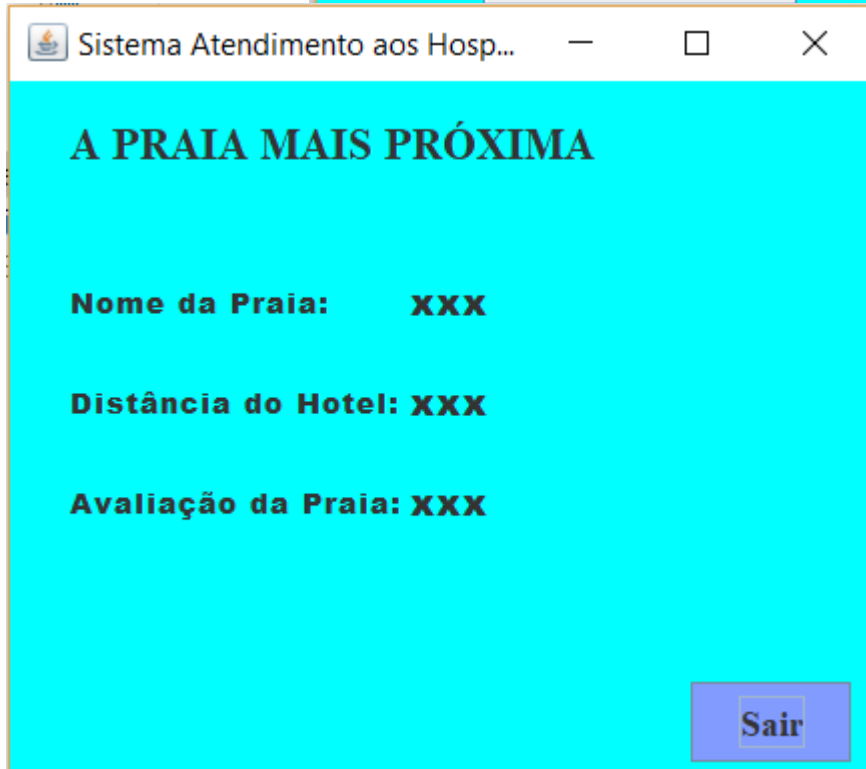 Sistema Atendimento aos Hosp...
A PRAIA MAIS PRÓXIMA
Nome da Praia: XXX
Distância do Hotel: XXX
Avaliação da Praia: XXX
Sair